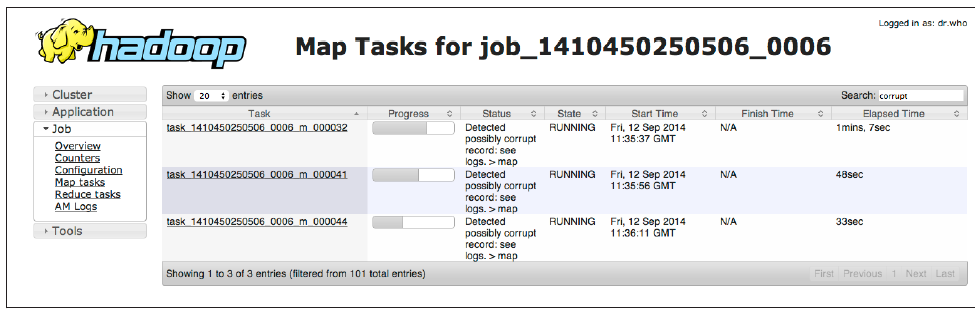 Logged in as: dr.who
hadoop
Map Tasks for job_1410450250506_0006
Cluster
Application
Job
Overview
Counters
Configuration
Map tasks
Reduce tasks
AM Logs
Tools
Show 20 entries
Search: corrupt
Task Progress Status State Start Time Finish Time Elapsed Time
task_1410450250506_0006_m_000032 Detected RUNNING Fri, 12 Sep 2014 N/A 1mins, 7sec
possibly corrupt 11:35:37 GMT
record: see
logs. > map
task_1410450250506_0006_m_000041 Detected RUNNING Fri, 12 Sep 2014 N/A 48sec
possibly corrupt 11:35:56 GMT
record: see
logs. > map
task_1410450250506_0006_m_000044 Detected RUNNING Fri, 12 Sep 2014 N/A 33sec
possibly corrupt 11:36:11 GMT
record: see
logs. > map
Showing 1 to 3 of 3 entries (filtered from 101 total entries)
First Previous 1 Next Last